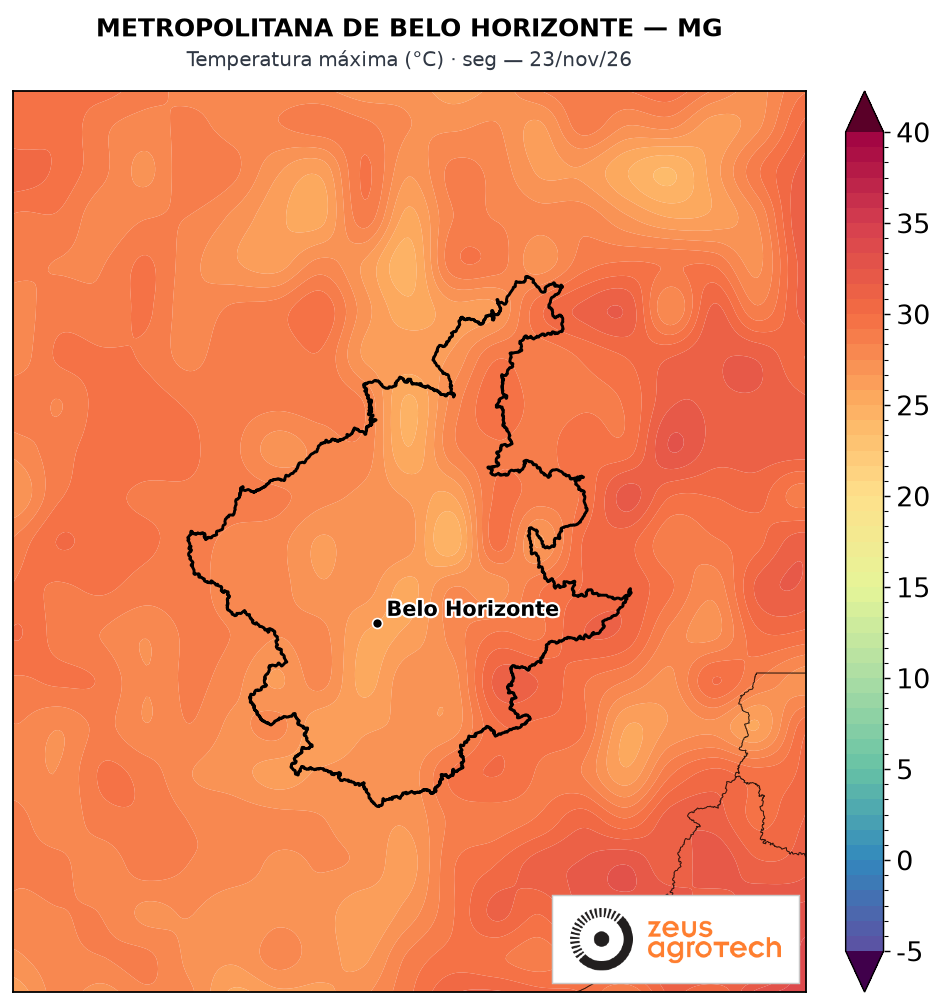 METROPOLITANA DE BELO HORIZONTE — MG
Temperatura máxima (°C) · seg — 23/nov/26
40
35
30
25
20
15
10
5
0
-5
Belo Horizonte
zeus
agrotech